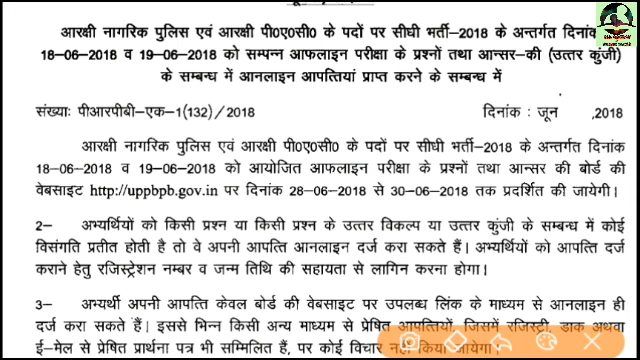 आरक्षी नागरिक पुलिस एवं आरक्षी पी0ए0सी0 के पदों पर सीधी भर्ती-2018 के अन्तर्गत दिनांक
18-06-2018 व 19-06-2018 को सम्पन्न आफलाइन परीक्षा के प्रश्नों तथा आन्सर-की (उत्तर कुंजी)
के सम्बन्ध में आनलाइन आपत्तियां प्राप्त करने के सम्बन्ध में
संख्याः पीआरपीबी-एक-1(132)/2018 दिनांक : जून ,2018
आरक्षी नागरिक पुलिस एवं आरक्षी पी0ए0सी0 के पदों पर सीधी भर्ती-2018 के अन्तर्गत दिनांक
18-06-2018 व 19-06-2018 को आयोजित आफलाइन परीक्षा के प्रश्नों तथा आन्सर की बोर्ड की
वेबसाइट http://uppbpb.gov.in पर दिनांक 28-06-2018 से 30-06-2018 तक प्रदर्शित की जायेगी।
2- अभ्यर्थियों को किसी प्रश्न या किसी प्रश्न के उत्तर विकल्प या उत्तर कुंजी के सम्बन्ध में कोई
विसंगति प्रतीत होती है तो वे अपनी आपत्ति आनलाइन दर्ज करा सकते हैं। अभ्यर्थियों को आपत्ति दर्ज
कराने हेतु रजिस्ट्रेशन नम्बर व जन्म तिथि की सहायता से लागिन करना होगा।
3- अभ्यर्थी अपनी आपत्ति केवल बोर्ड की वेबसाइट पर उपलब्ध लिंक के माध्यम से आनलाइन ही
दर्ज करा सकते हैं। इससे भिन्न किसी अन्य माध्यम से प्रेषित आपत्तियों, जिसमें रजिस्ट्री, डाक अथवा
ई-मेल से प्रेषित प्रार्थना पत्र भी सम्मिलित हैं, पर कोई विचार नहीं किया जायेगा।